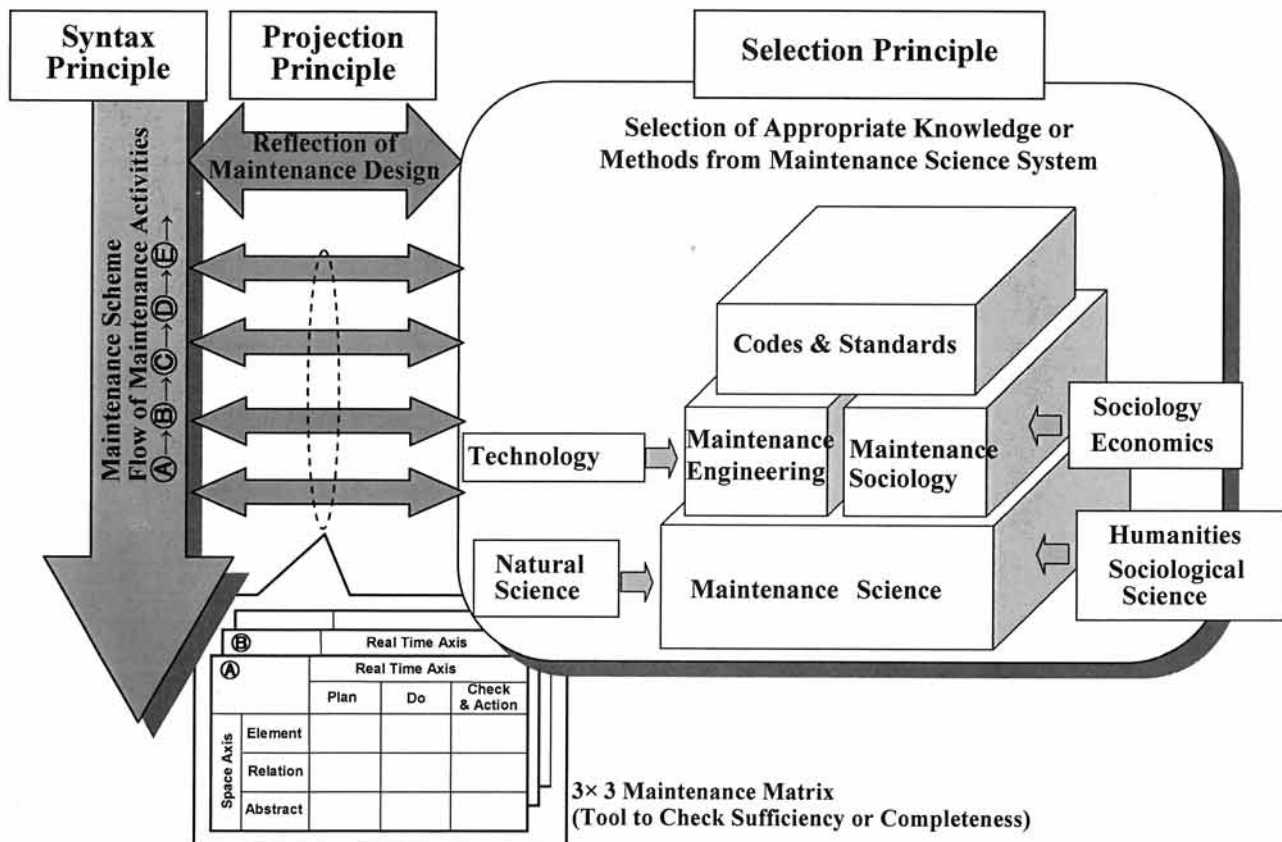 Syntax
Principle
Projection
Principle
Selection Principle
Maintenance Scheme
Flow of Maintenance Activities
Ⓐ→Ⓑ→Ⓒ→Ⓓ→Ⓔ→
Reflection of
Maintenance Design
Selection of Appropriate Knowledge or
Methods from Maintenance Science System
Codes & Standards
Technology
Maintenance
Engineering
Maintenance
Sociology
Sociology
Economics
Natural
Science
Maintenance Science
Humanities
Sociological
Science
Ⓑ Real Time Axis
Ⓐ Real Time Axis
Plan Do Check
& Action
Space Axis
Element
Relation
Abstract
3× 3 Maintenance Matrix
(Tool to Check Sufficiency or Completeness)